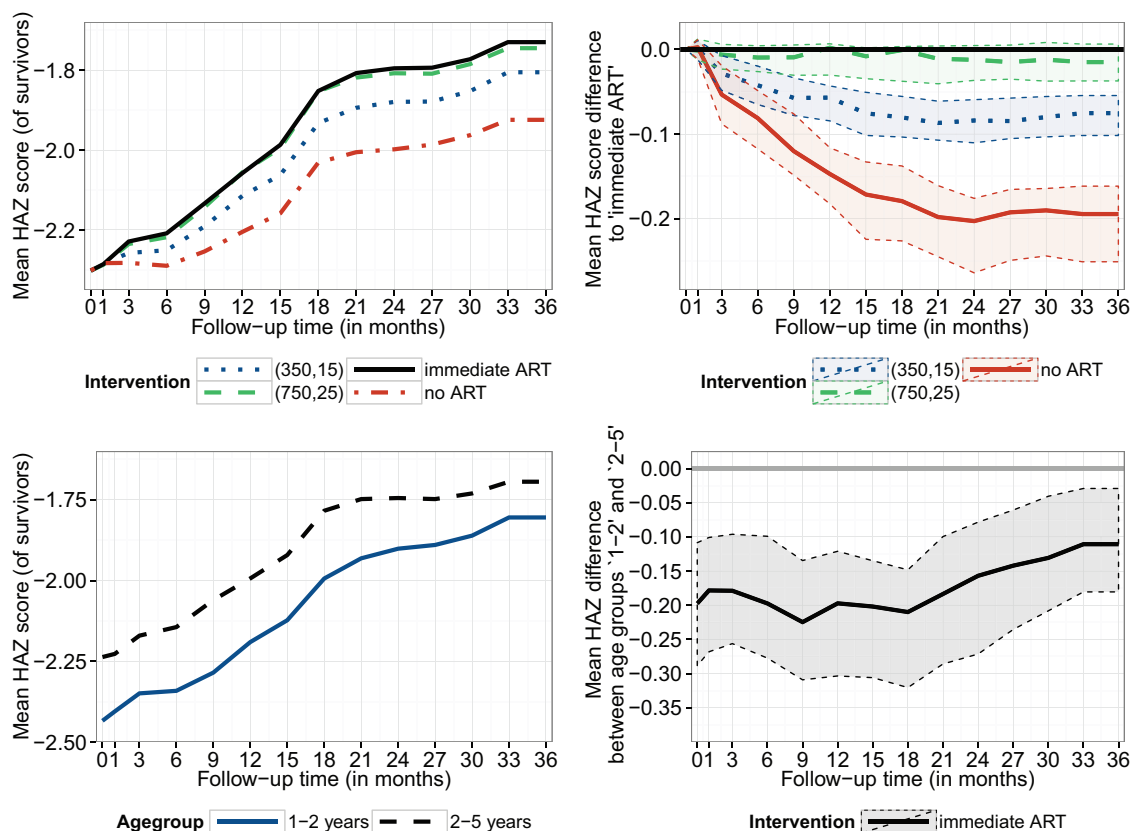 Mean HAZ score (of survivors)
−1.8
−2.0
−2.2
0 1 3 6 9 12 15 18 21 24 27 30 33 36
Follow−up time (in months)
Intervention
(350,15) immediate ART
(750,25) no ART
Mean HAZ score difference
to 'immediate ART'
0.0
−0.1
−0.2
0 1 3 6 9 12 15 18 21 24 27 30 33 36
Follow−up time (in months)
Intervention
(350,15) no ART
(750,25)
Mean HAZ score (of survivors)
−1.75
−2.00
−2.25
−2.50
0 1 3 6 9 12 15 18 21 24 27 30 33 36
Follow−up time (in months)
Agegroup 1−2 years 2−5 years
Mean HAZ difference
between age groups `1−2' and `2−5'
0.00
−0.05
−0.10
−0.15
−0.20
−0.25
−0.30
−0.35
0 1 3 6 9 12 15 18 21 24 27 30 33 36
Follow−up time (in months)
Intervention immediate ART